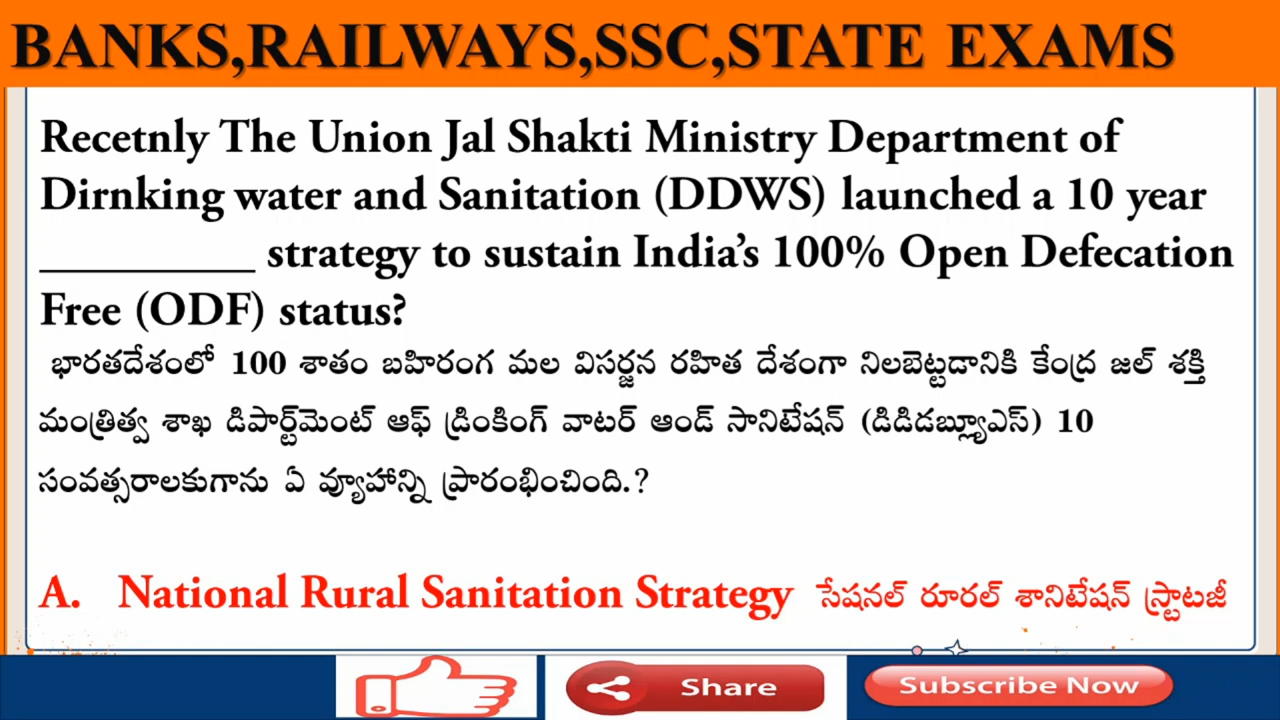 BANKS,RAILWAYS,SSC,STATE EXAMS
Recetnly The Union Jal Shakti Ministry Department of
Dirnking water and Sanitation (DDWS) launched a 10 year
_________ strategy to sustain India’s 100% Open Defecation
Free (ODF) status?
భారతదేశంలో 100 శాతం బహిరంగ మల విసర్జన రహిత దేశంగా నిలబెట్టడానికి కేంద్ర జల్ శక్తి
మంత్రిత్వ శాఖ డిపార్ట్‌మెంట్ ఆఫ్ డ్రింకింగ్ వాటర్ ఆండ్ సానిటేషన్ (డిడిడబ్ల్యూఎస్) 10
సంవత్సరాలకుగాను ఏ వ్యూహాన్ని ప్రారంభించింది.?
A. National Rural Sanitation Strategy సేషనల్ రూరల్ శానిటేషన్ స్ట్రాటజీ
Share
Subscribe Now